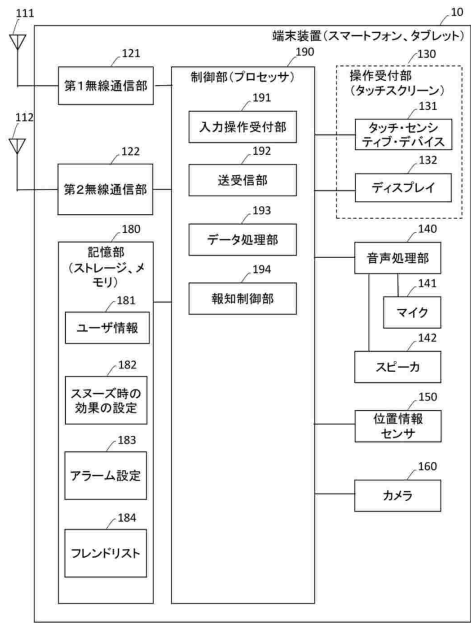 111
10
端末装置(スマートフォン、タブレット)
121
第1無線通信部
112
122
第2無線通信部
180
記憶部
(ストレージ、メ
モリ)
181
ユーザ情報
182
スヌーズ時の
効果の設定
183
アラーム設定
184
フレンドリスト
190
制御部(プロセッサ)
191
入力操作受付部
192
送受信部
193
データ処理部
194
報知制御部
130
操作受付部
(タッチスクリーン)
131
タッチ・センシ
ティブ・デバイス
132
ディスプレイ
140
音声処理部
141
マイク
142
スピーカ
150
位置情報
センサ
160
カメラ